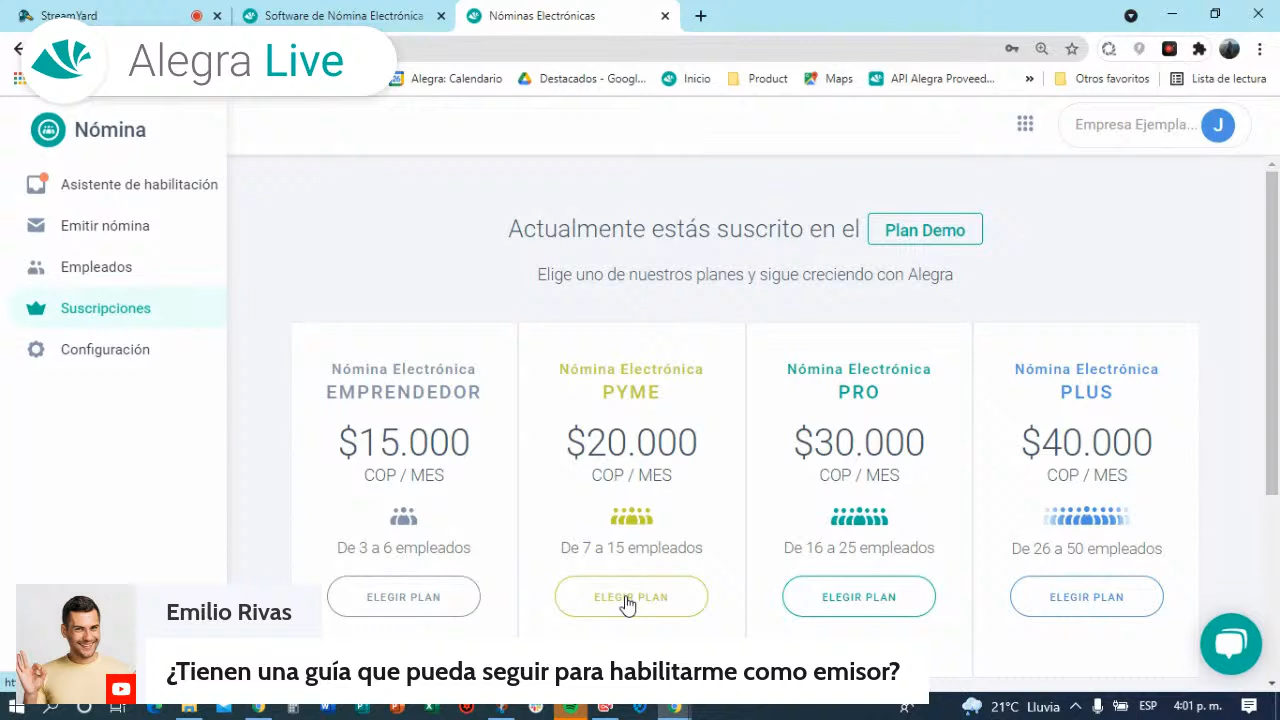 StreamYard
Software de Nómina Electrónica
Nóminas Electrónicas
Alegra Live
Alegra: Calendario
Destacados - Googl...
Inicio
Product
Maps
API Alegra Proveed...
»
Otros favoritos
Lista de lectura
Nómina
Empresa Ejempla...
J
Asistente de habilitación
Emitir nómina
Empleados
Suscripciones
Configuración
Actualmente estás suscrito en el Plan Demo
Elige uno de nuestros planes y sigue creciendo con Alegra
Nómina Electrónica
EMPRENDEDOR
$15.000
COP / MES
De 3 a 6 empleados
ELEGIR PLAN
Nómina Electrónica
PYME
$20.000
COP / MES
De 7 a 15 empleados
ELEGIR PLAN
Nómina Electrónica
PRO
$30.000
COP / MES
De 16 a 25 empleados
ELEGIR PLAN
Nómina Electrónica
PLUS
$40.000
COP / MES
De 26 a 50 empleados
ELEGIR PLAN
Emilio Rivas
¿Tienen una guía que pueda seguir para habilitarme como emisor?
21°C Lluvia
ESP
4:01 p. m.